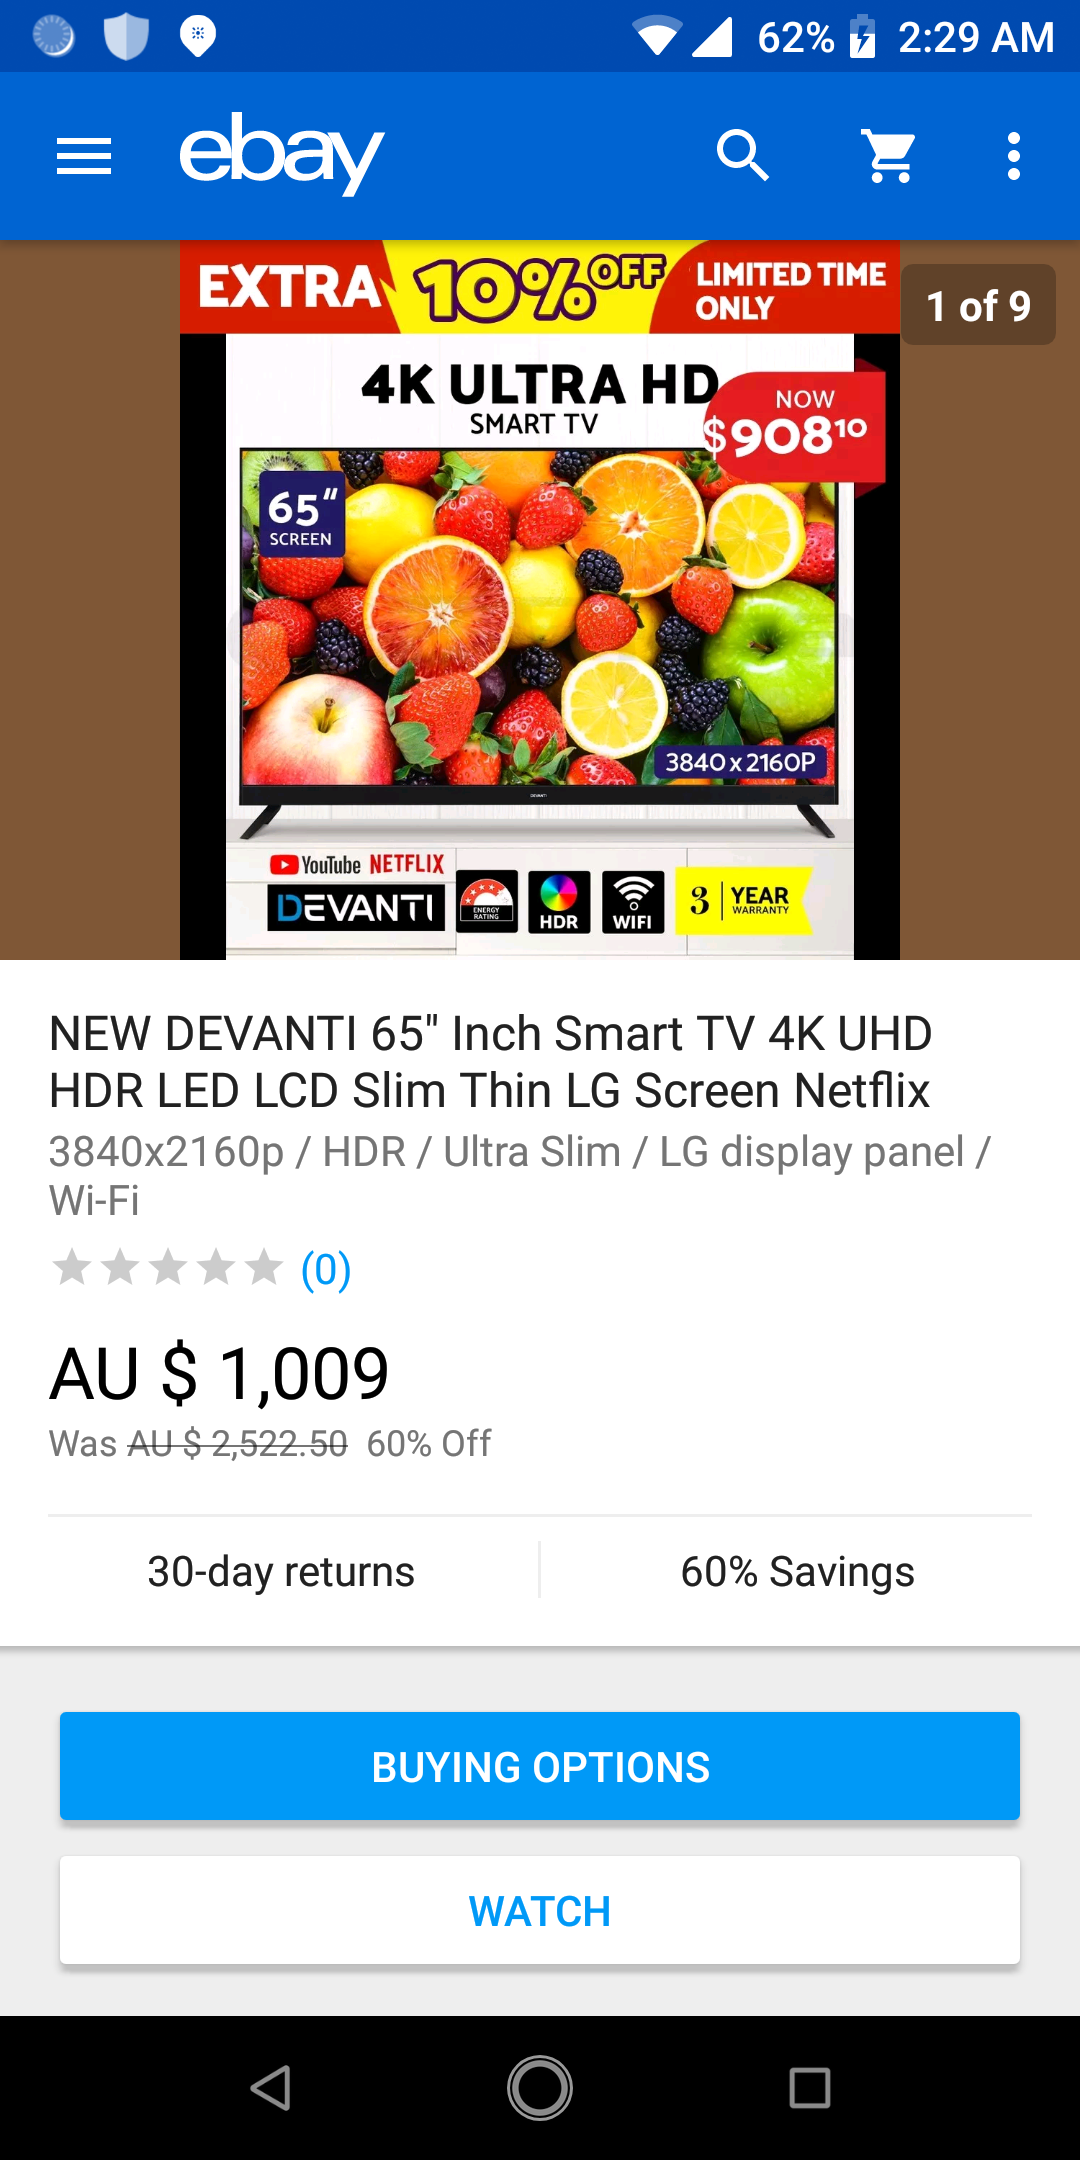 62% 2:29 AM
ebay
EXTRA 10% OFF LIMITED TIME ONLY
1 of 9
4K ULTRA HD
SMART TV
NOW
$90810
65"
SCREEN
3840 x 2160P
DEVANTI
YouTube NETFLIX
DEVANTI
ENERGY RATING
HDR
WIFI
3 YEAR WARRANTY
NEW DEVANTI 65" Inch Smart TV 4K UHD
HDR LED LCD Slim Thin LG Screen Netflix
3840x2160p / HDR / Ultra Slim / LG display panel /
Wi-Fi
(0)
AU $ 1,009
Was AU $ 2,522.50 60% Off
30-day returns
60% Savings
BUYING OPTIONS
WATCH